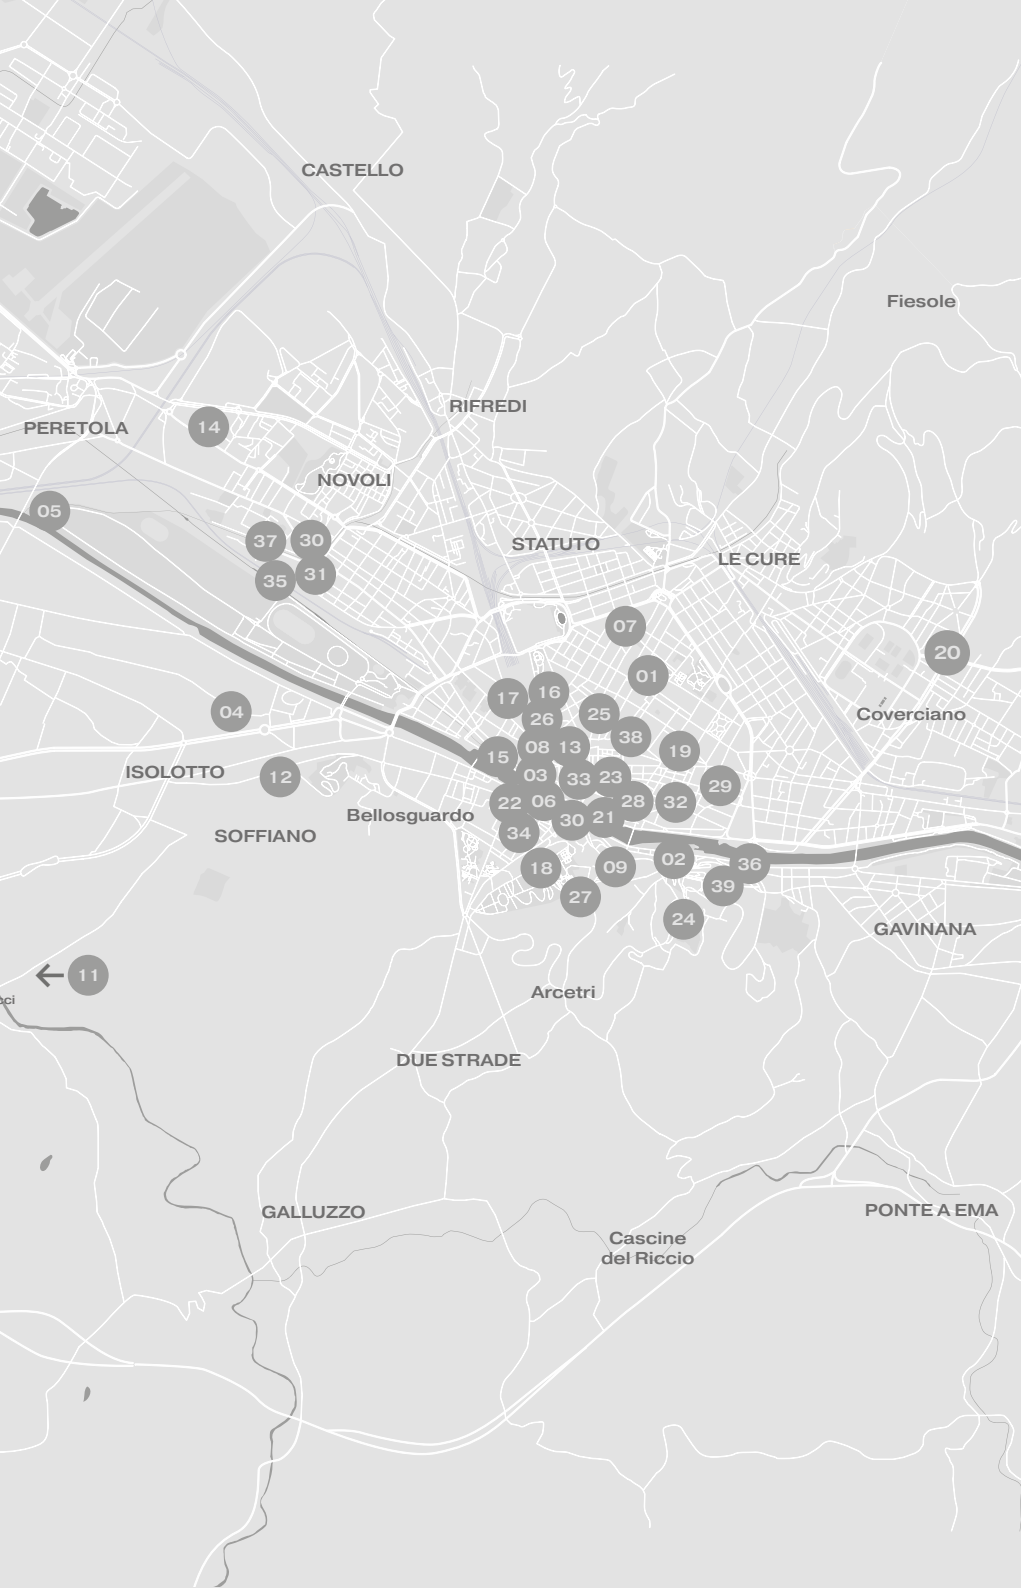 CASTELLO
Fiesole
RIFREDI
PERETOLA
14
NOVOLI
05
37
30
STATUTO
LE CURE
35
31
07
20
01
17
16
04
26
25
Coverciano
38
08
13
19
15
ISOLOTTO
12
03
33
23
29
22
06
28
32
Bellosguardo
30
21
SOFFIANO
34
02
36
18
09
39
27
24
GAVINANA
11
cci
Arcetri
DUE STRADE
GALLUZZO
PONTE A EMA
Cascine
del Riccio